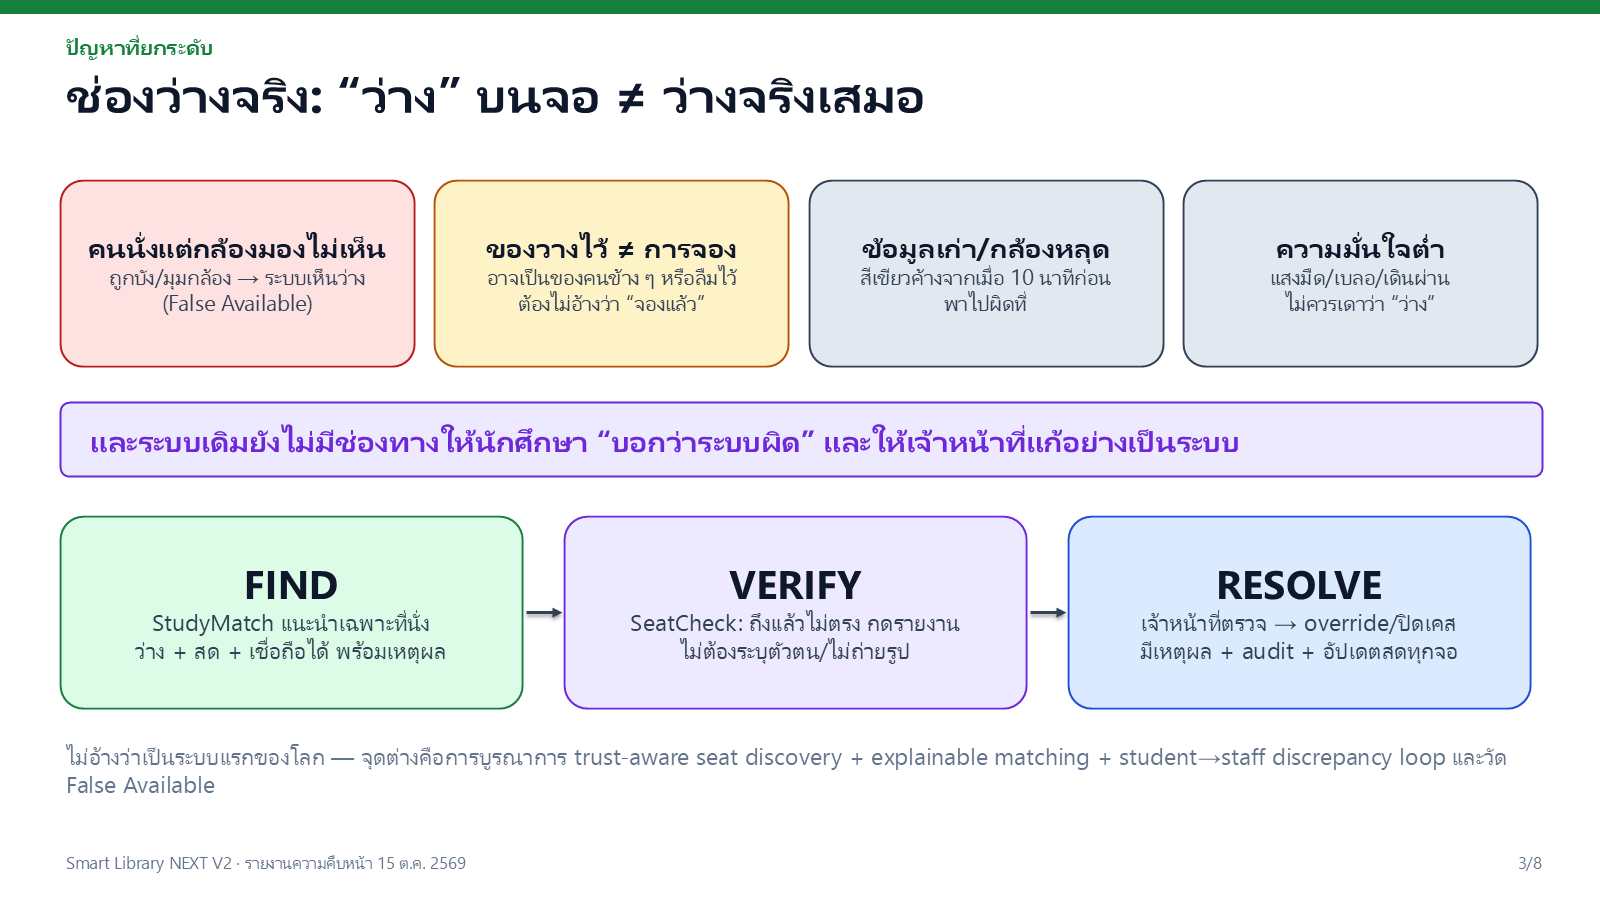 ปัญหาที่ยกระดับ
ช่องว่างจริง: “ว่าง” บนจอ ≠ ว่างจริงเสมอ
คนนั่งแต่กล้องมองไม่เห็น
ถูกบัง/มุมกล้อง → ระบบเห็นว่าง
(False Available)
ของวางไว้ ≠ การจอง
อาจเป็นของคนข้าง ๆ หรือลืมไว้
ต้องไม่อ้างว่า “จองแล้ว”
ข้อมูลเก่า/กล้องหลุด
สีเขียวค้างจากเมื่อ 10 นาทีก่อน
พาไปผิดที่
ความมั่นใจต่ำ
แสงมืด/เบลอ/เดินผ่าน
ไม่ควรเดาว่า “ว่าง”
และระบบเดิมยังไม่มีช่องทางให้นักศึกษา “บอกว่าระบบผิด” และให้เจ้าหน้าที่แก้อย่างเป็นระบบ
FIND
StudyMatch แนะนำเฉพาะที่นั่ง
ว่าง + สด + เชื่อถือได้ พร้อมเหตุผล
VERIFY
SeatCheck: ถึงแล้วไม่ตรง กดรายงาน
ไม่ต้องระบุตัวตน/ไม่ถ่ายรูป
RESOLVE
เจ้าหน้าที่ตรวจ → override/ปิดเคส
มีเหตุผล + audit + อัปเดตสดทุกจอ
ไม่อ้างว่าเป็นระบบแรกของโลก — จุดต่างคือการบูรณาการ trust-aware seat discovery + explainable matching + student→staff discrepancy loop และวัด
False Available
Smart Library NEXT V2 · รายงานความคืบหน้า 15 ต.ค. 2569
3/8